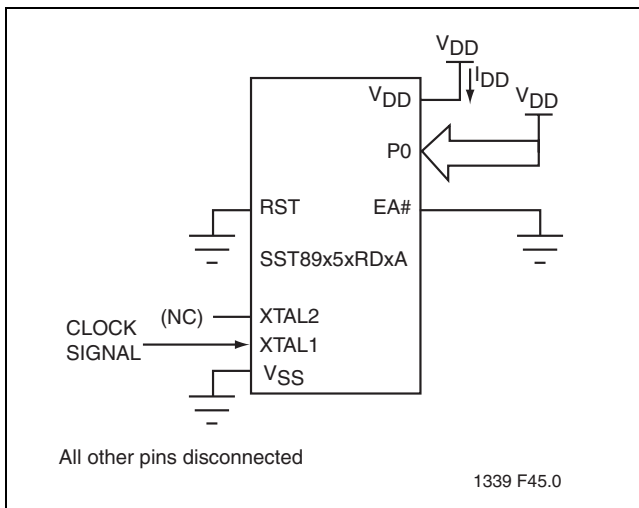 VDD
IDD
VDD
VDD
P0
RST
EA#
SST89x5xRDxA
(NC)
XTAL2
CLOCK
SIGNAL
XTAL1
VSS
All other pins disconnected
1339 F45.0